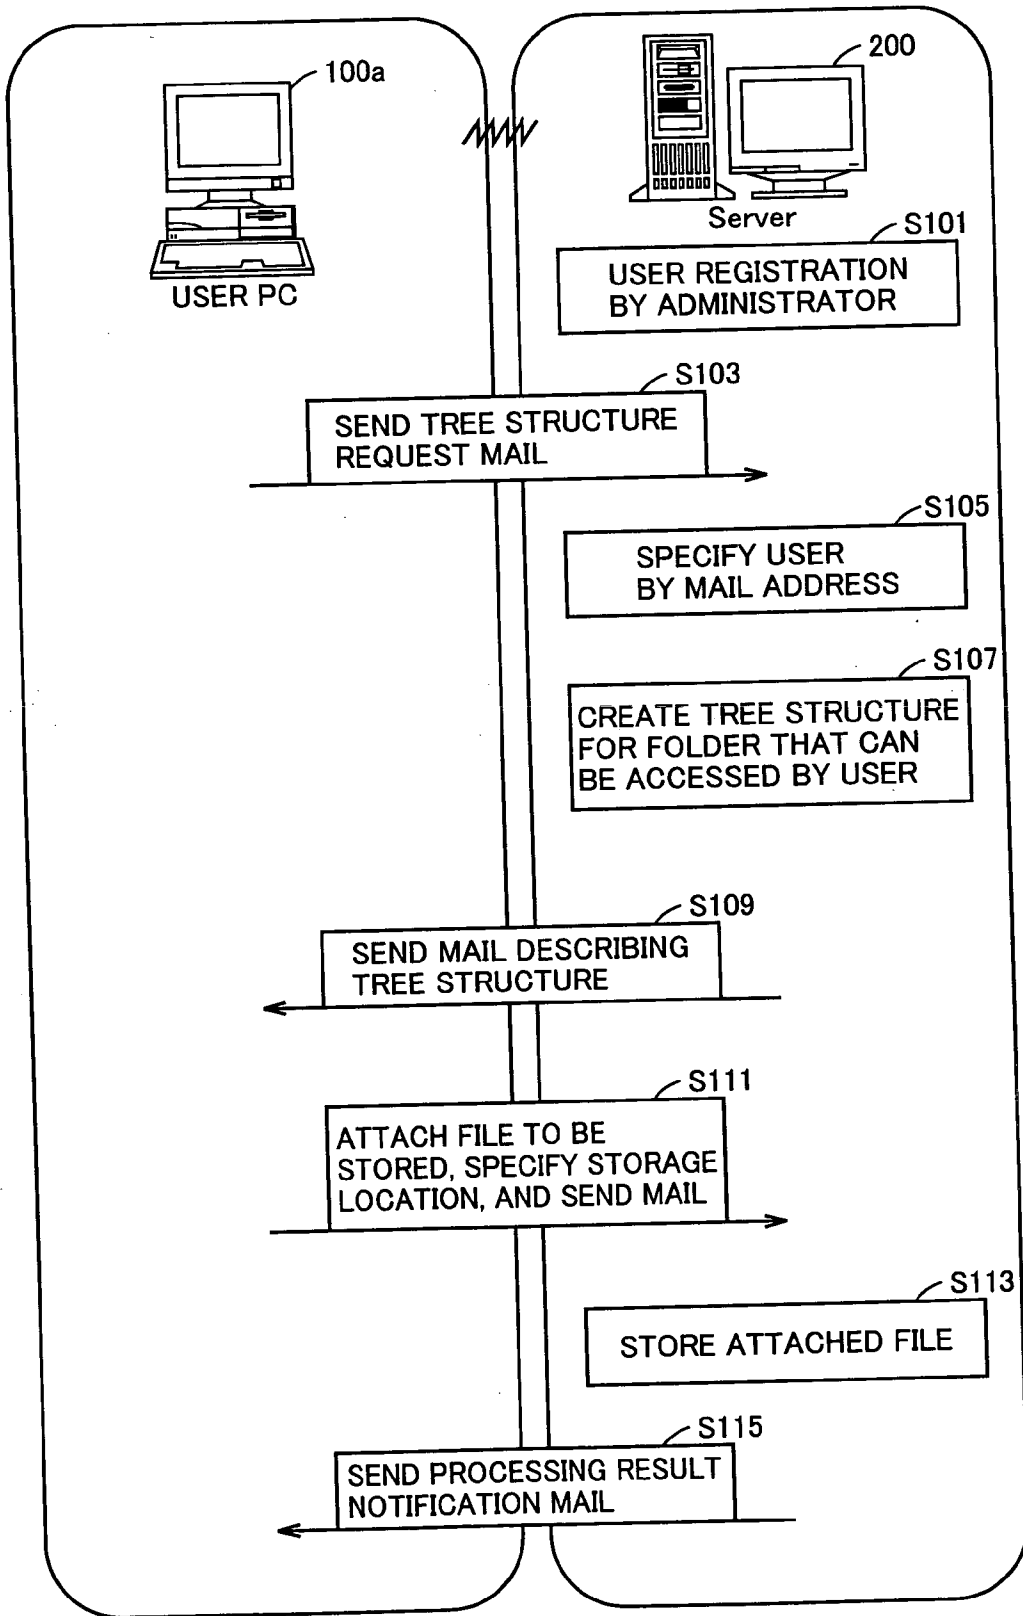 100a
200
Server
USER PC
S101
USER REGISTRATION
BY ADMINISTRATOR
S103
SEND TREE STRUCTURE
REQUEST MAIL
S105
SPECIFY USER
BY MAIL ADDRESS
S107
CREATE TREE STRUCTURE
FOR FOLDER THAT CAN
BE ACCESSED BY USER
S109
SEND MAIL DESCRIBING
TREE STRUCTURE
S111
ATTACH FILE TO BE
STORED, SPECIFY STORAGE
LOCATION, AND SEND MAIL
S113
STORE ATTACHED FILE
S115
SEND PROCESSING RESULT
NOTIFICATION MAIL